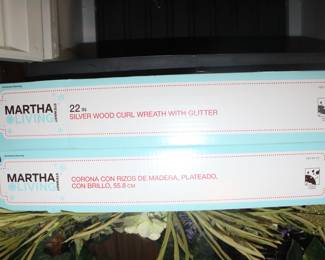 MARTHA
LIVING
22 IN
SILVER WOOD CURL WREATH WITH GLITTER
MARTHA
LIVING
CORONA CON RIZOS DE MADERA, PLATEADO,
CON BRILLO, 55.8 CM